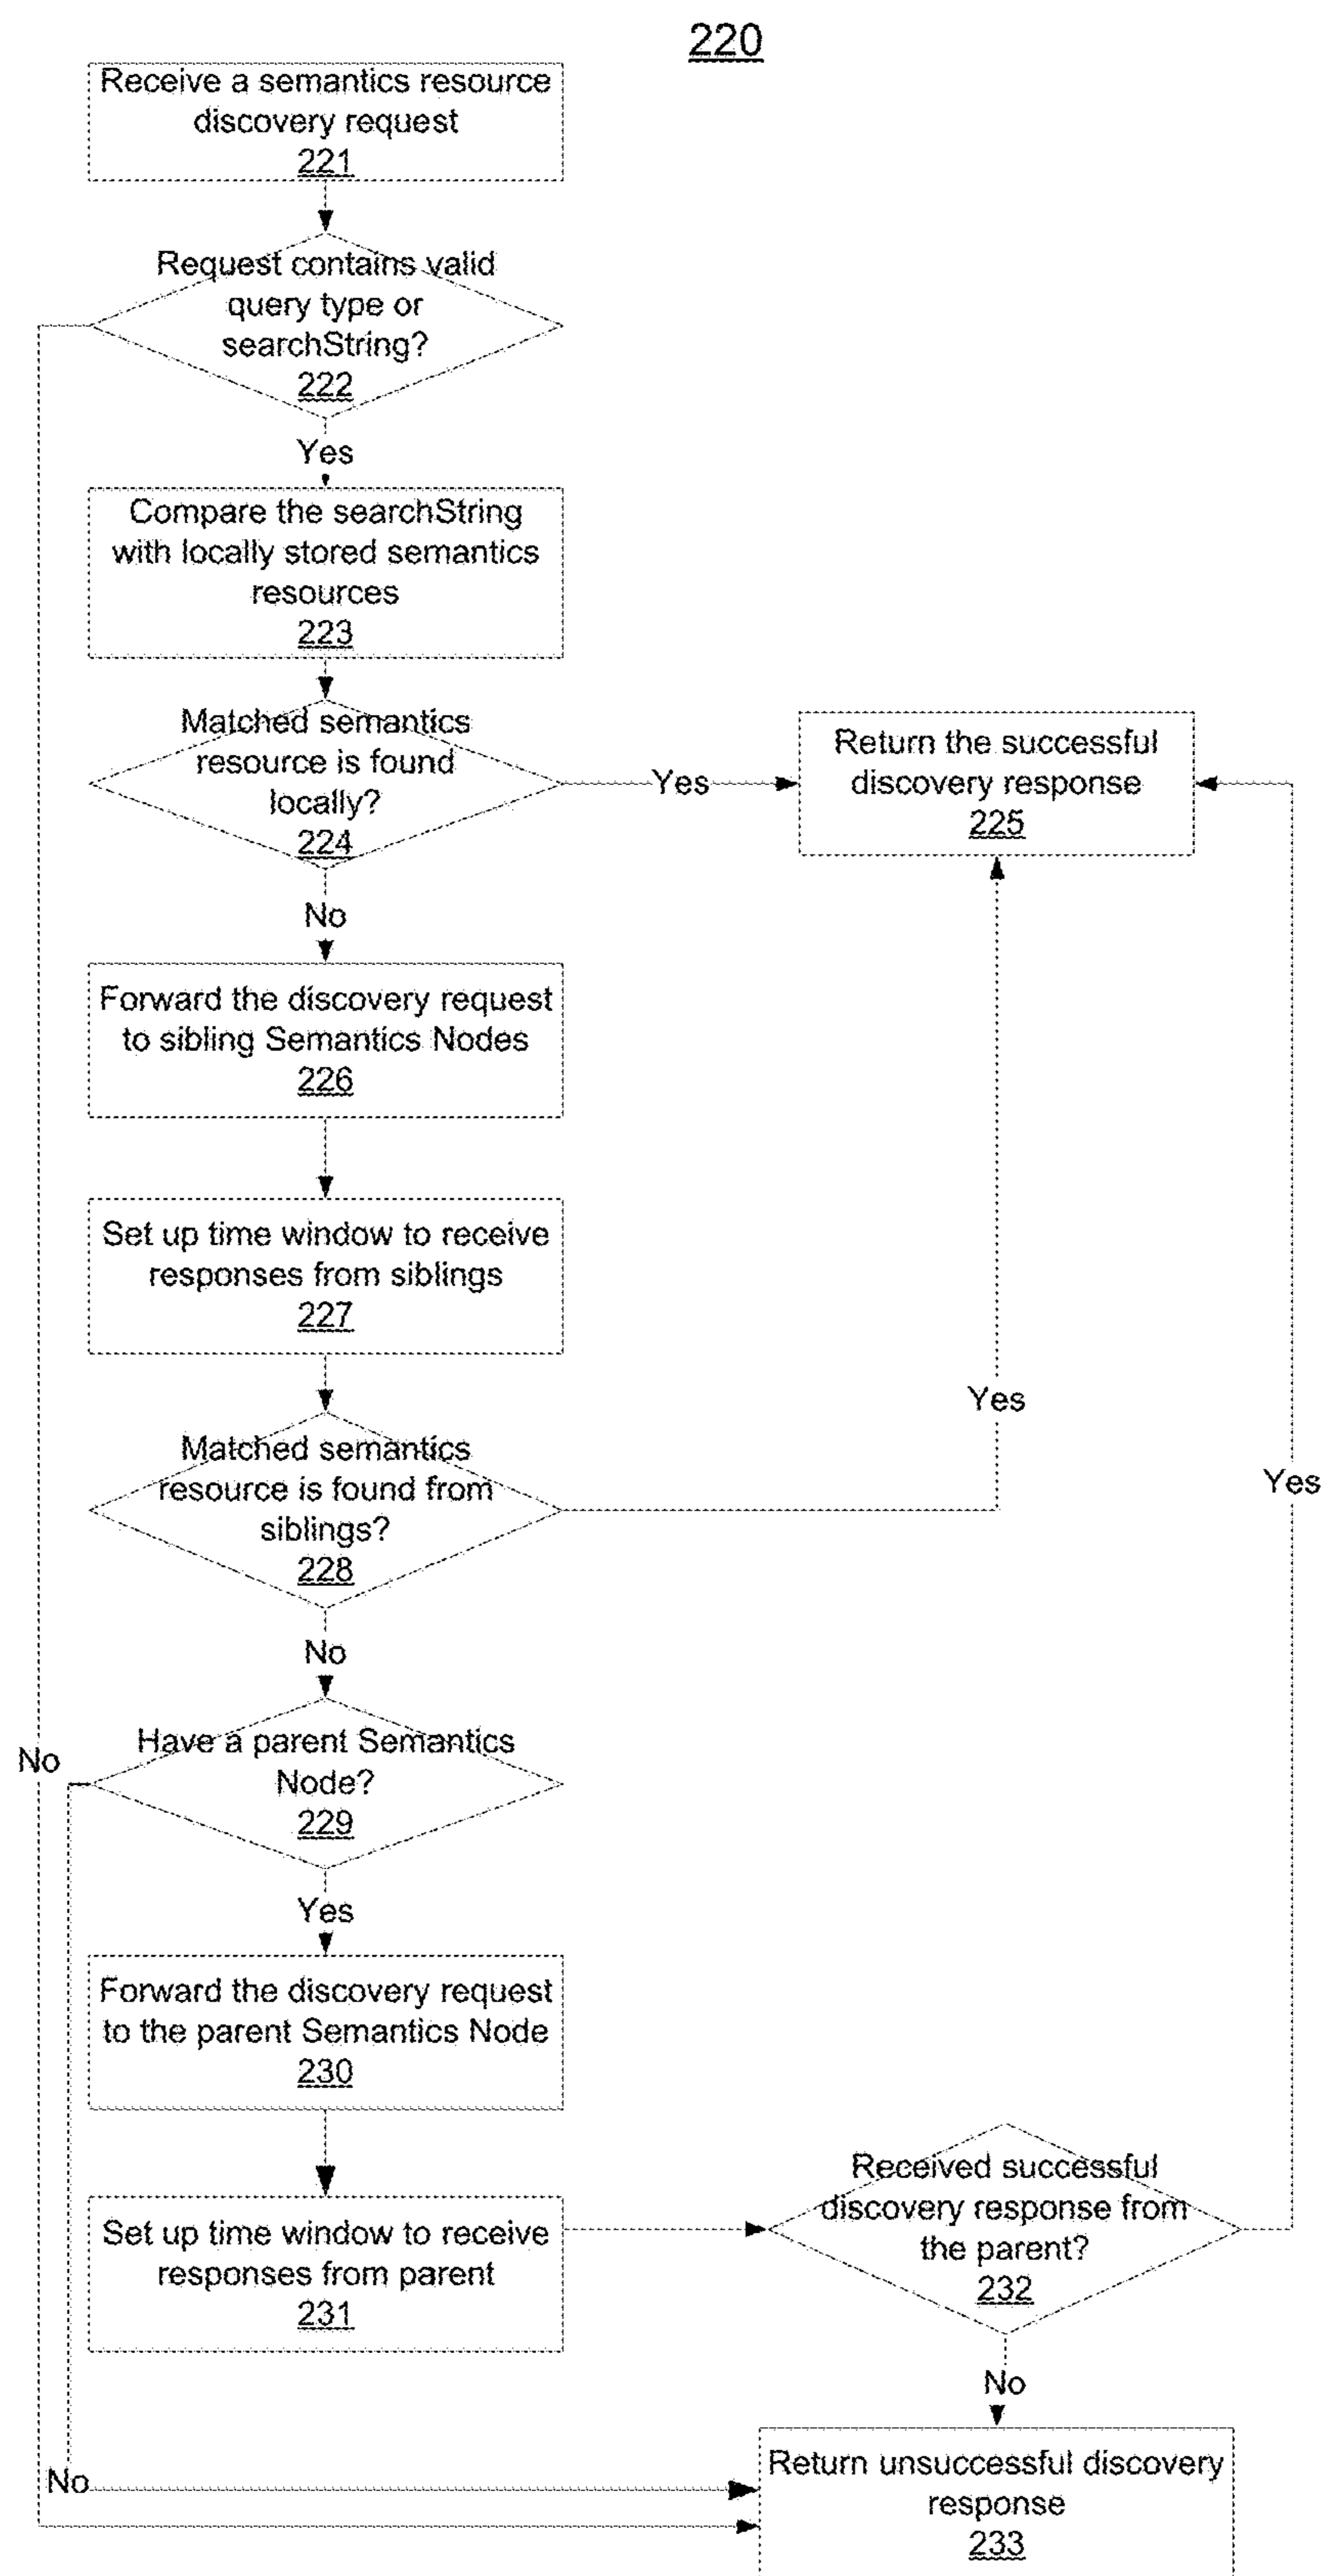 220
Receive a semantics resource
discovery request
221
Request contains valid
query type or
searchString?
222
Yes
Compare the searchString
with locally stored semantics
resources
223
Matched semantics
resource is found
locally?
224
Yes
Return the successful
discovery response
225
No
Forward the discovery request
to sibling Semantics Nodes
226
Set up time window to receive
responses from siblings
227
Yes
Matched semantics
resource is found from
siblings?
228
Yes
No
Have a parent Semantics
Node?
229
No
Yes
Forward the discovery request
to the parent Semantics Node
230
Set up time window to receive
responses from parent
231
Received successful
discovery response from
the parent?
232
No
No
Return unsuccessful discovery
response
233